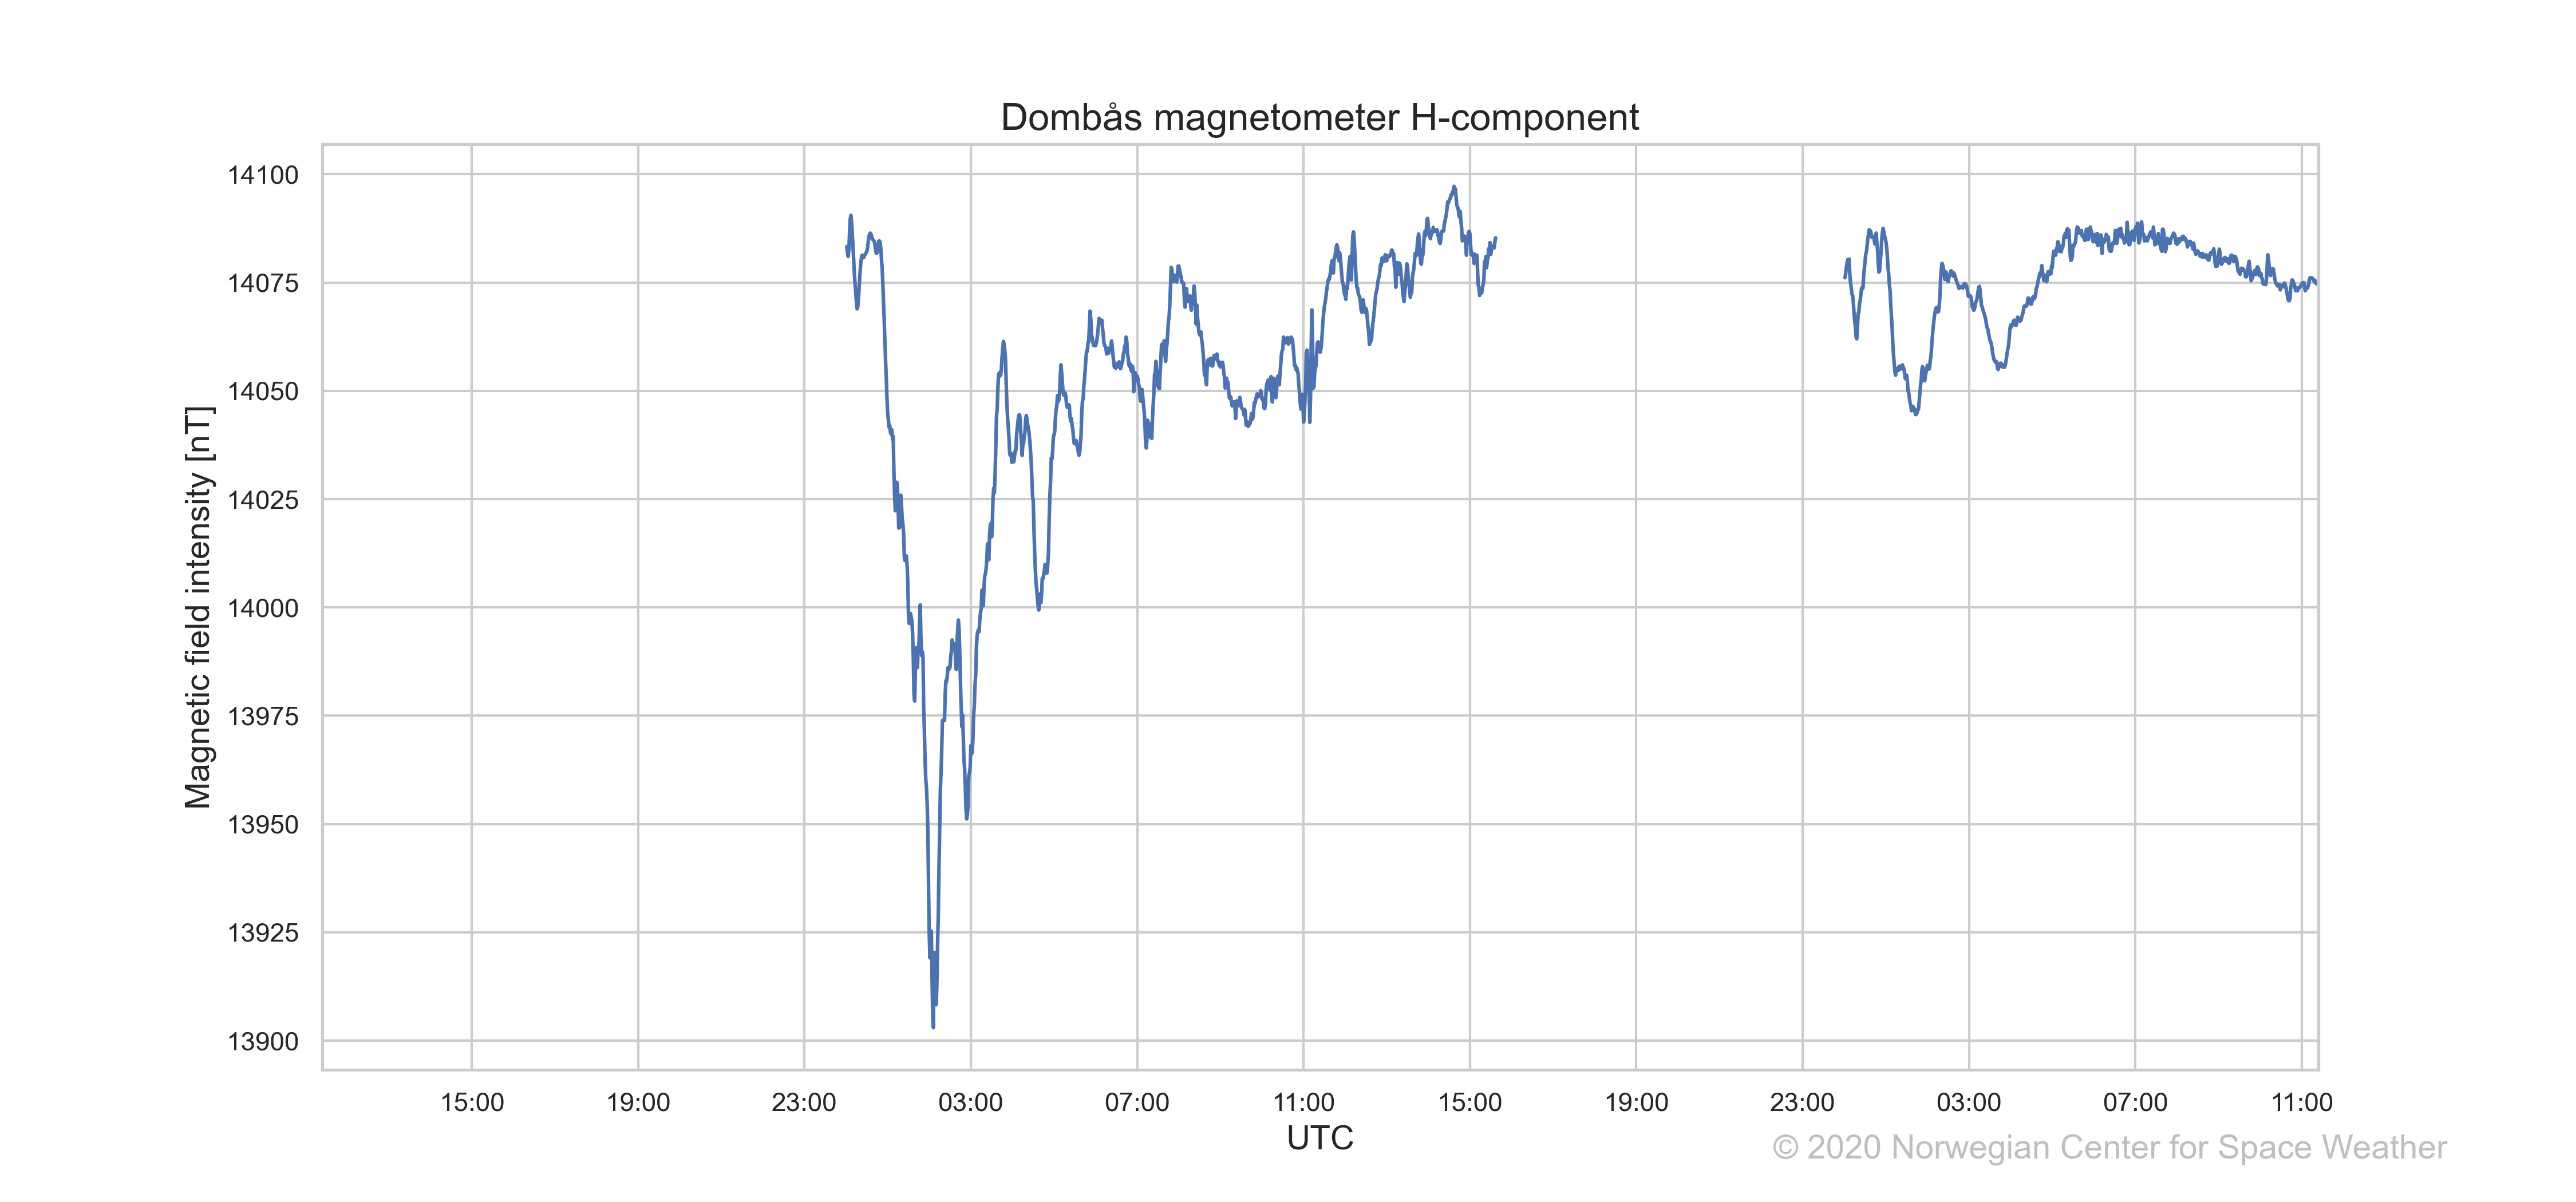 Dombås magnetometer H-component
14100
14075
14050
14025
14000
13975
13950
13925
13900
Magnetic field intensity [nT]
15:00 19:00 23:00 03:00 07:00 11:00 15:00 19:00 23:00 03:00 07:00 11:00
UTC
© 2020 Norwegian Center for Space Weather